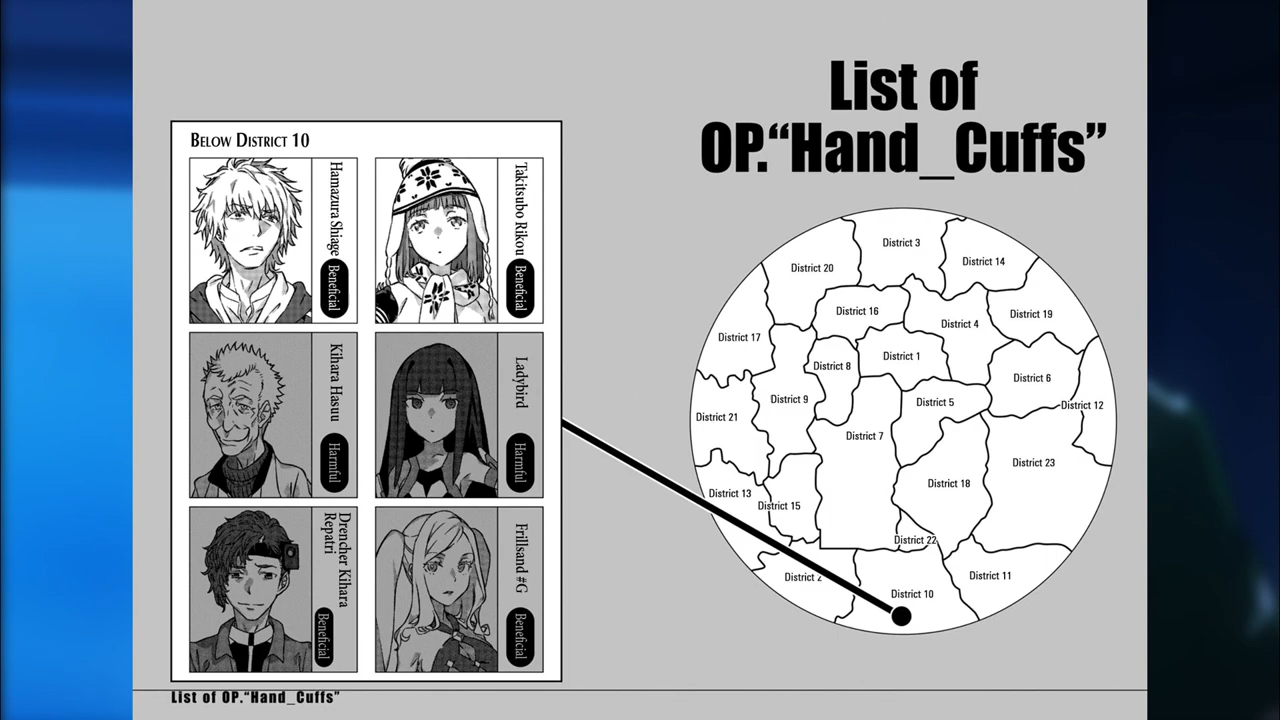 List of
OP.“Hand_Cuffs”
BELOW DISTRICT 10
Hamazura Shiage
Beneficial
Takitsubo Rikou
Beneficial
Kihara Hasuu
Harmful
Ladybird
Harmful
Drencher Kihara
Repatri
Beneficial
Frillsand #G
Beneficial
District 3
District 20
District 14
District 16
District 19
District 4
District 17
District 1
District 8
District 6
District 9
District 5
District 12
District 21
District 7
District 23
District 18
District 13
District 15
District 22
District 2
District 11
District 10
List of OP.“Hand_Cuffs”